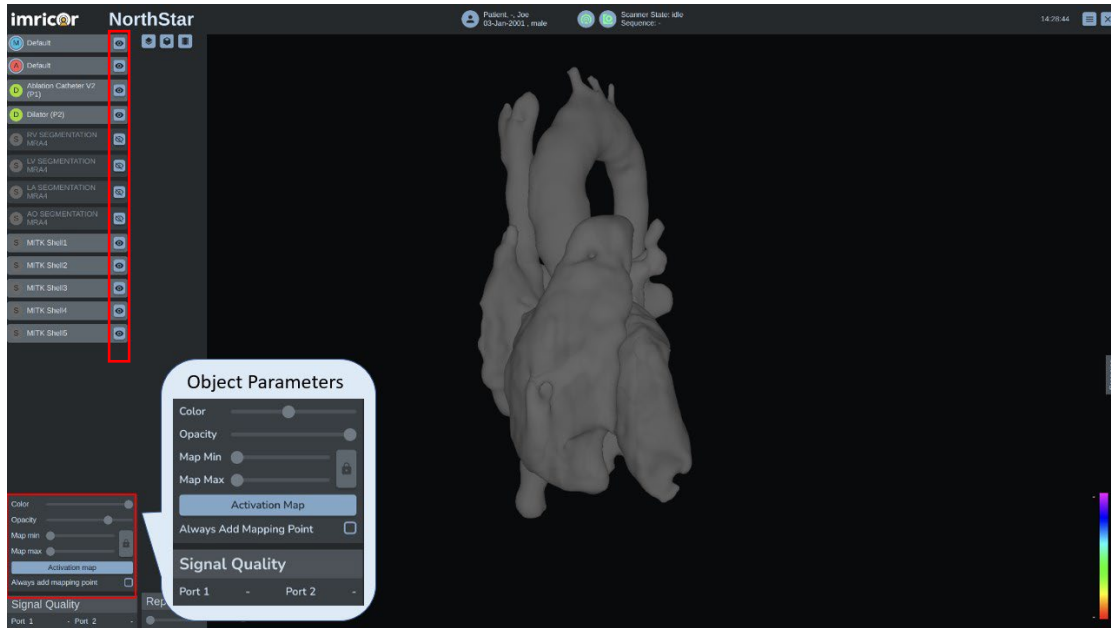 imricor NorthStar
Patient, -, Joe
03-Jan-2001 , male
Scanner State: Idle
Sequence: -
14:28:44
M Default
A Default
D Ablation Catheter V2
(P1)
D Dilator (P2)
S RV SEGMENTATION
MRA4
S LV SEGMENTATION
MRA4
S LA SEGMENTATION
MRA4
S AO SEGMENTATION
MRA4
S MITK Shell1
S MITK Shell2
S MITK Shell3
S MITK Shell4
S MITK Shell5
Object Parameters
Color
Opacity
Map Min
Map Max
Activation Map
Always Add Mapping Point
Signal Quality
Port 1 - Port 2 -
Color
Opacity
Map min
Map max
Activation map
Always add mapping point
Signal Quality
Port 1 - Port 2 -